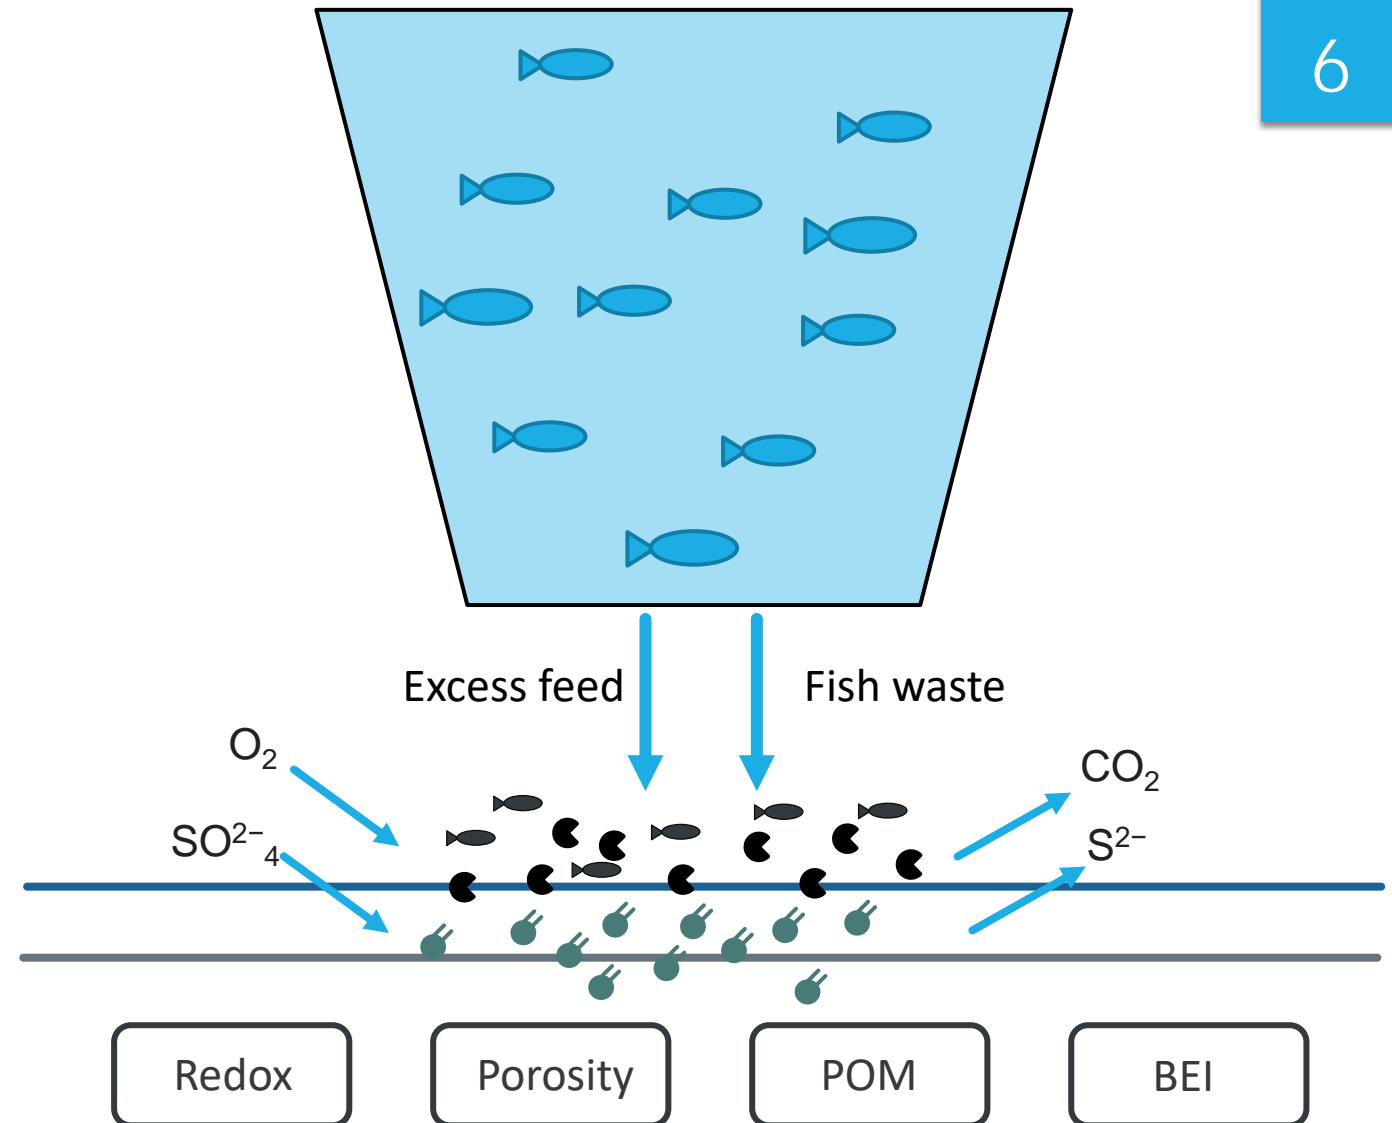 6
Excess feed
Fish waste
O₂
CO₂
SO²⁻₄
S²⁻
Redox
Porosity
POM
BEI